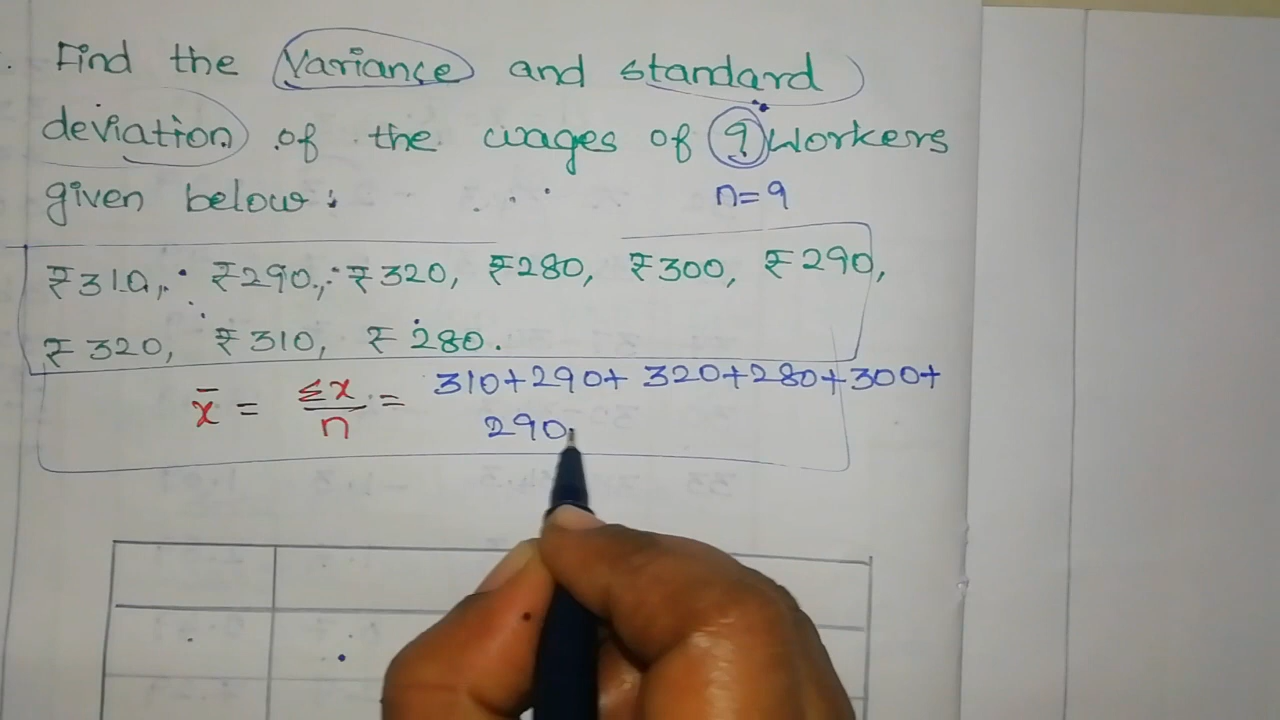 Find the Variance and standard
deviation of the wages of 9 workers
given below:
n=9
₹310, ₹290, ₹320, ₹280, ₹300, ₹290,
₹320, ₹310, ₹280.
x̄ = Σx/n = 310+290+320+280+300+
290